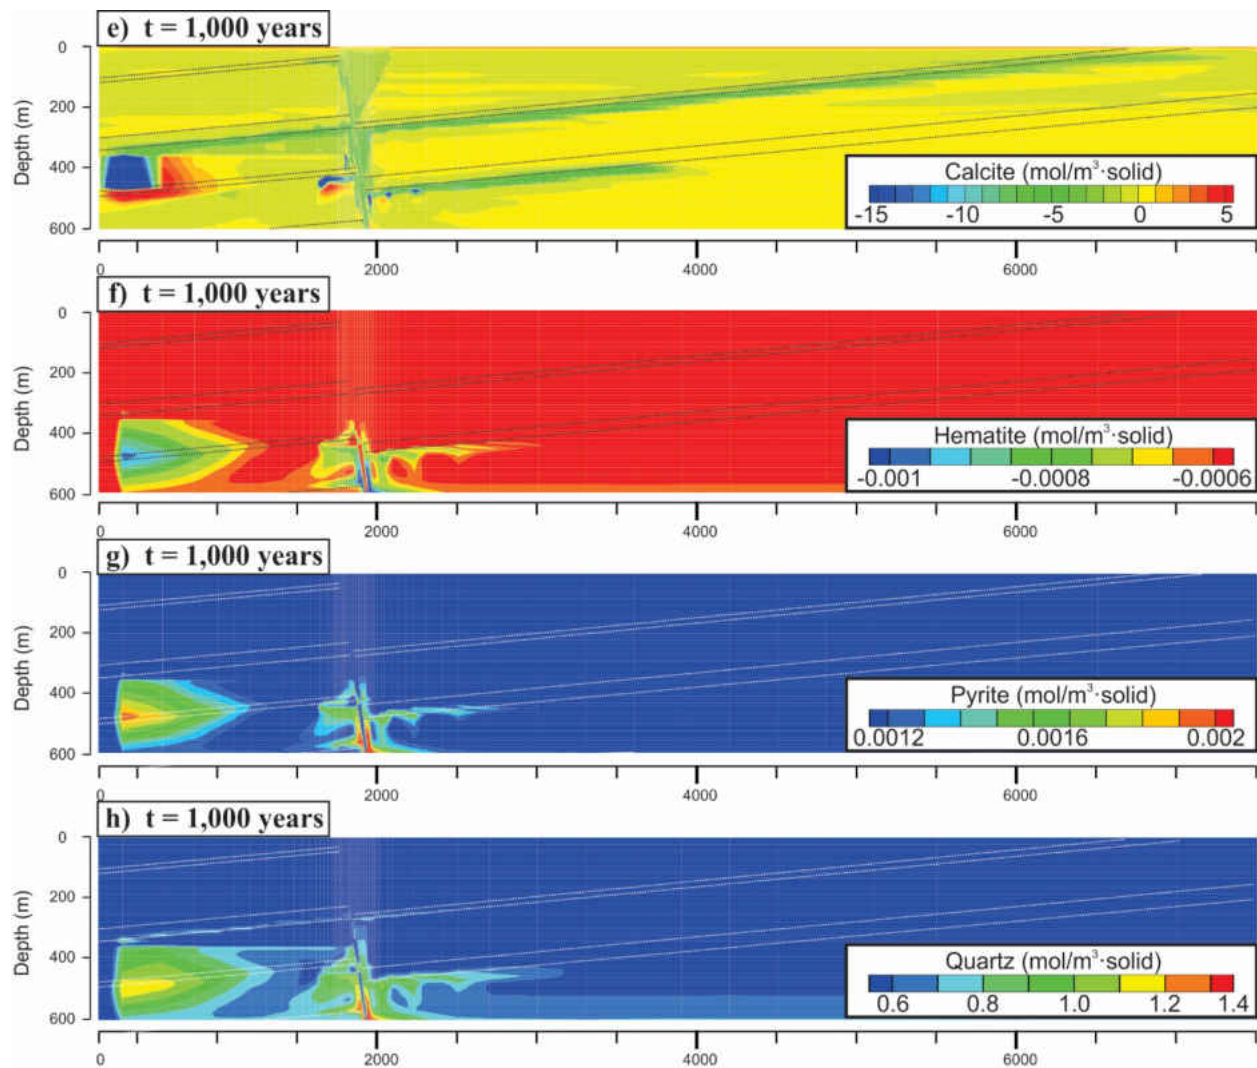 e) t = 1,000 years
0
200
400
600
Depth (m)
Calcite (mol/m³·solid)
-15 -10 -5 0 5
0 2000 4000 6000
f) t = 1,000 years
0
200
400
600
Depth (m)
Hematite (mol/m³·solid)
-0.001 -0.0008 -0.0006
0 2000 4000 6000
g) t = 1,000 years
0
200
400
600
Depth (m)
Pyrite (mol/m³·solid)
0.0012 0.0016 0.002
0 2000 4000 6000
h) t = 1,000 years
0
200
400
600
Depth (m)
Quartz (mol/m³·solid)
0.6 0.8 1.0 1.2 1.4
0 2000 4000 6000